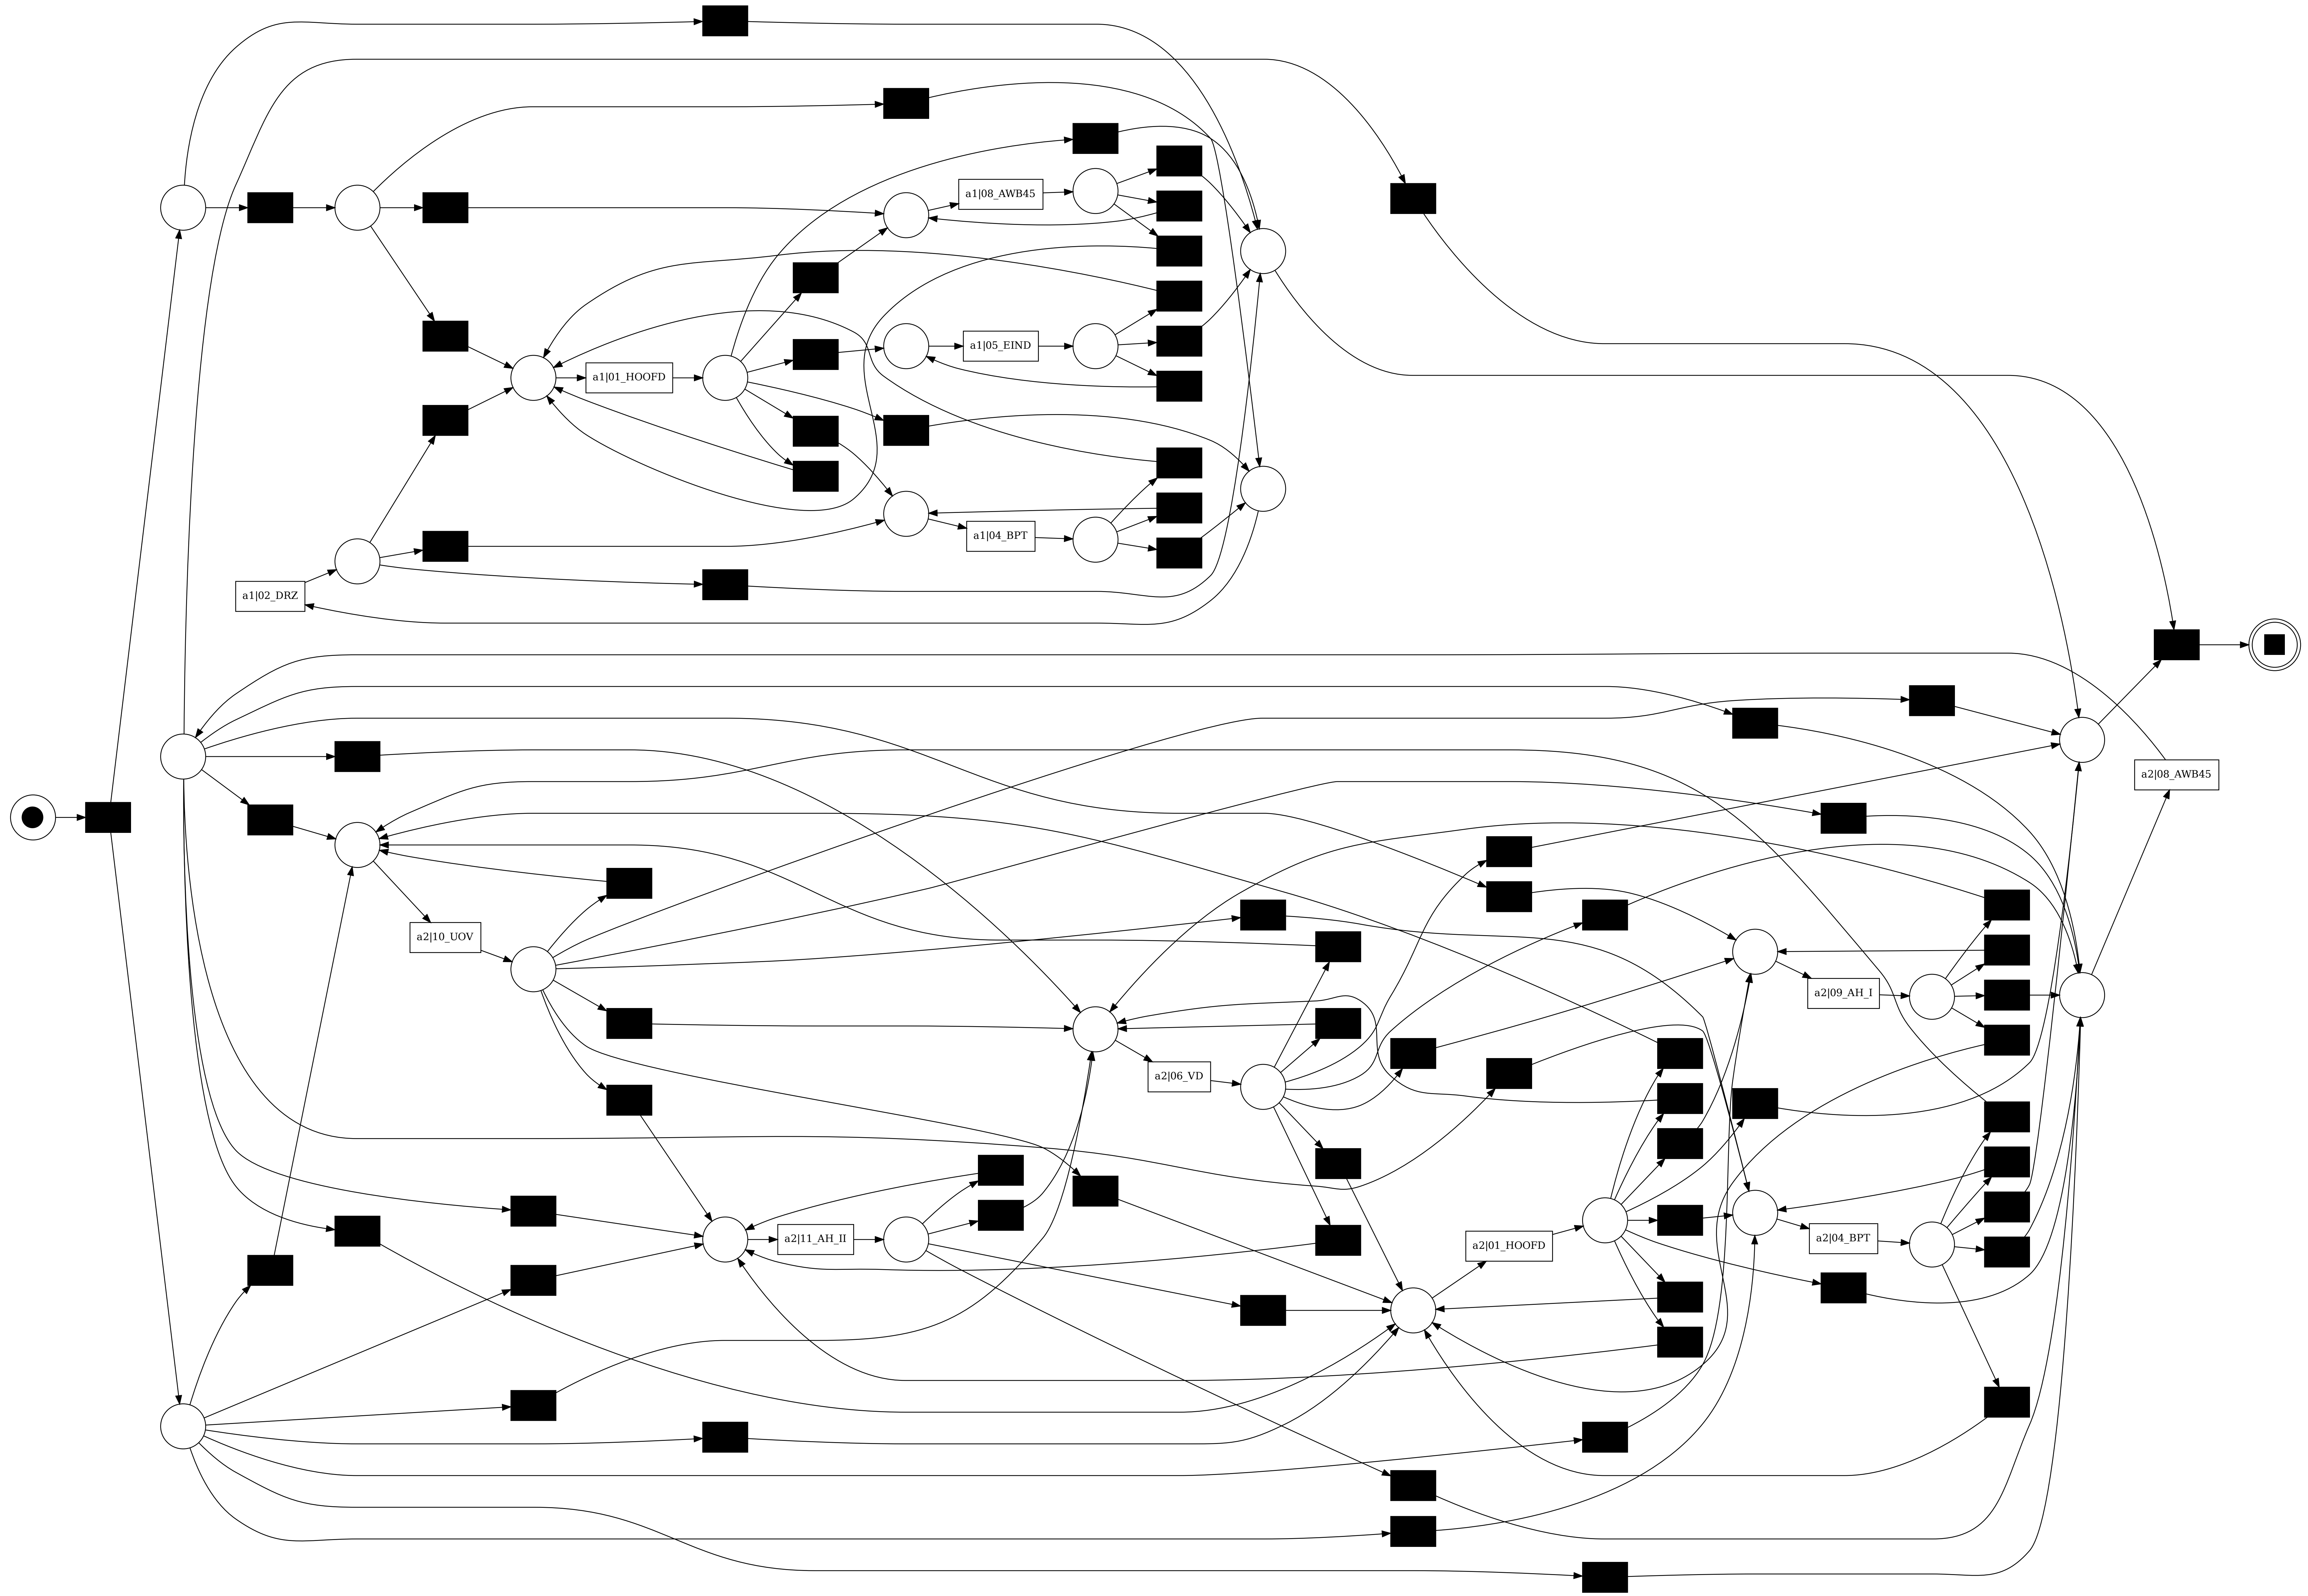 a1|08_AWB45
a1|05_EIND
a1|01_HOOFD
a1|04_BPT
a1|02_DRZ
a2|08_AWB45
a2|10_UOV
a2|09_AH_I
a2|06_VD
a2|11_AH_II
a2|01_HOOFD
a2|04_BPT